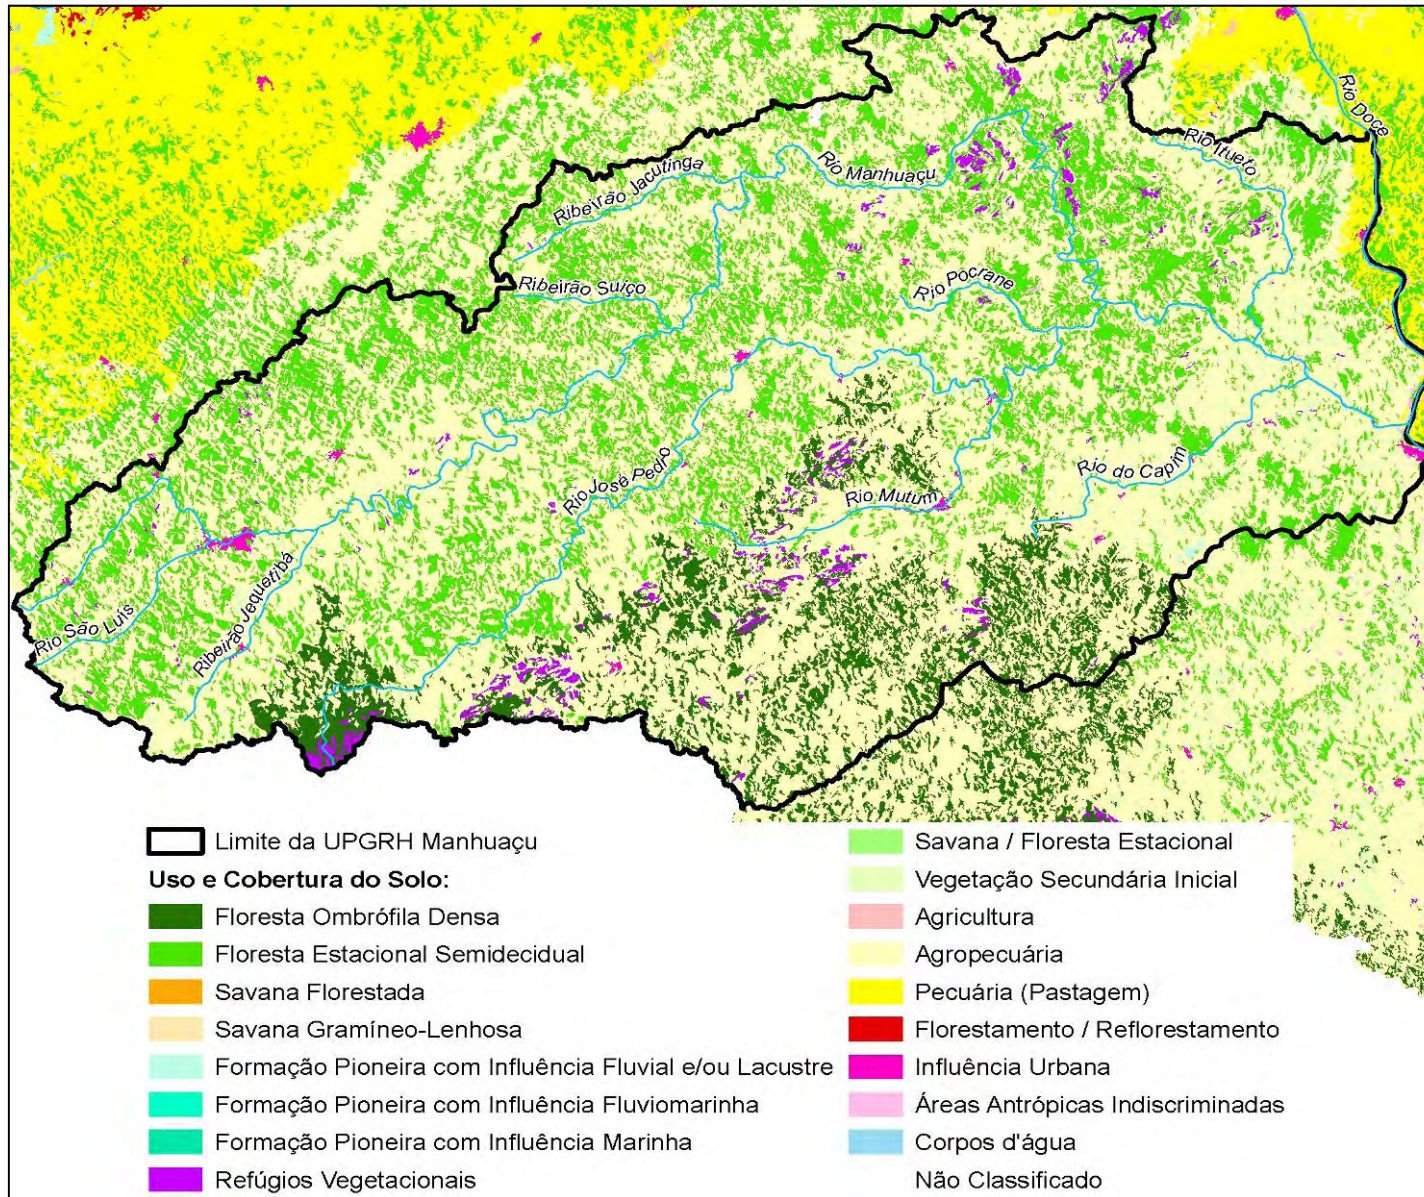 Rio Doce
Rio Itueto
Rio Manhuaçu
Ribeirão Jacutinga
Ribeirão Suíço
Rio Pocrane
Rio José Pedro
Rio do Capim
Rio Mutum
Ribeirão Jequetibá
Rio São Luis
Limite da UPGRH Manhuaçu
Uso e Cobertura do Solo:
Floresta Ombrófila Densa
Floresta Estacional Semidecidual
Savana Florestada
Savana Gramíneo-Lenhosa
Formação Pioneira com Influência Fluvial e/ou Lacustre
Formação Pioneira com Influência Fluviomarinha
Formação Pioneira com Influência Marinha
Refúgios Vegetacionais
Savana / Floresta Estacional
Vegetação Secundária Inicial
Agricultura
Agropecuária
Pecuária (Pastagem)
Florestamento / Reflorestamento
Influência Urbana
Áreas Antrópicas Indiscriminadas
Corpos d'água
Não Classificado